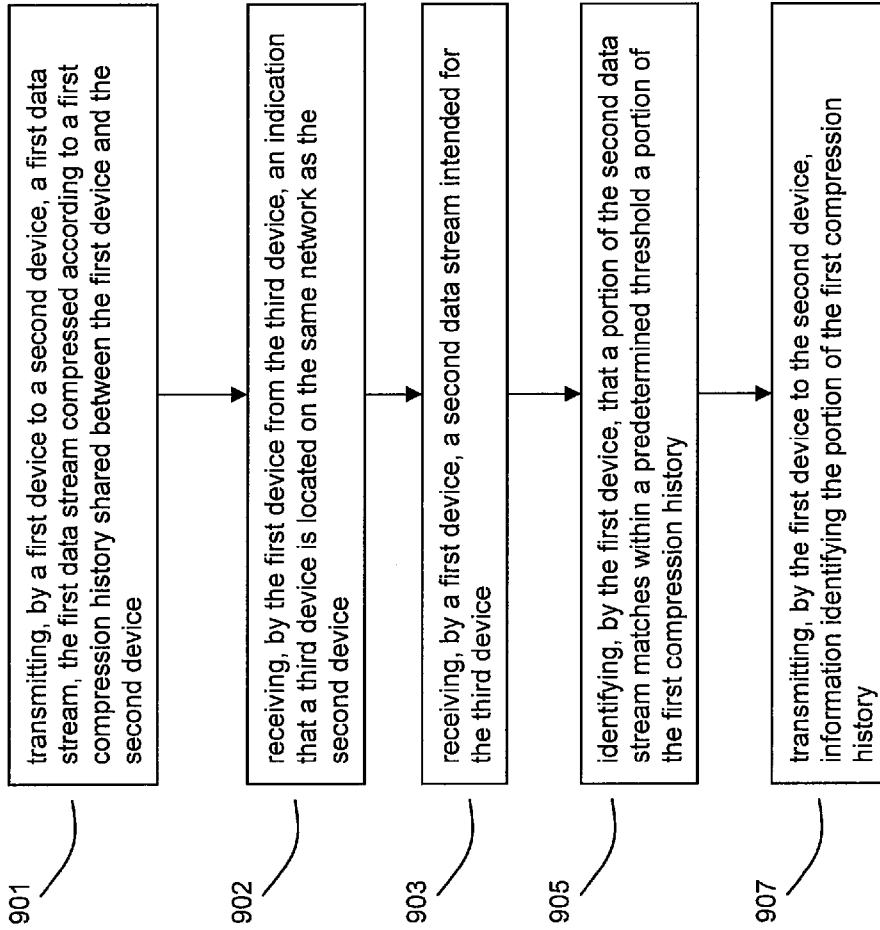 901
transmitting, by a first device to a second device, a first data
stream, the first data stream compressed according to a first
compression history shared between the first device and the
second device
902
receiving, by the first device from the third device, an indication
that a third device is located on the same network as the
second device
903
receiving, by a first device, a second data stream intended for
the third device
905
identifying, by the first device, that a portion of the second data
stream matches within a predetermined threshold a portion of
the first compression history
907
transmitting, by the first device to the second device,
information identifying the portion of the first compression
history